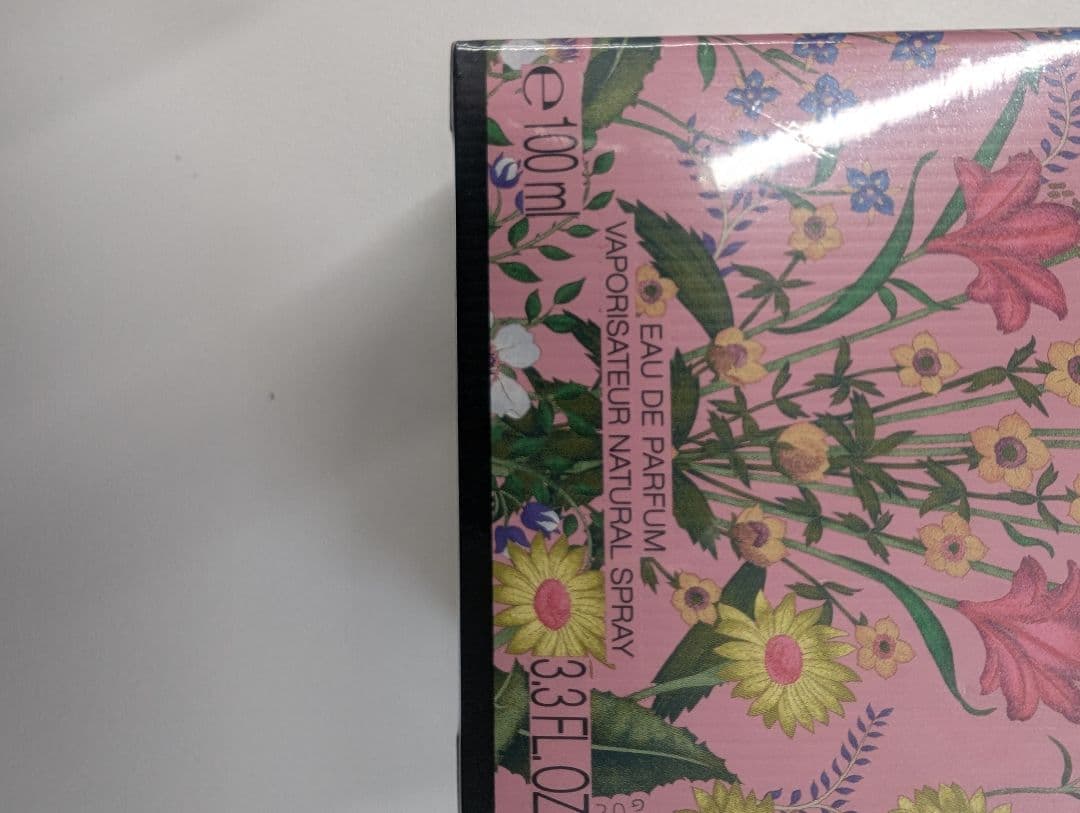 EAU DE PARFUM
VAPORISATEUR NATURAL SPRAY
e 100 ml 3.3 FL. OZ